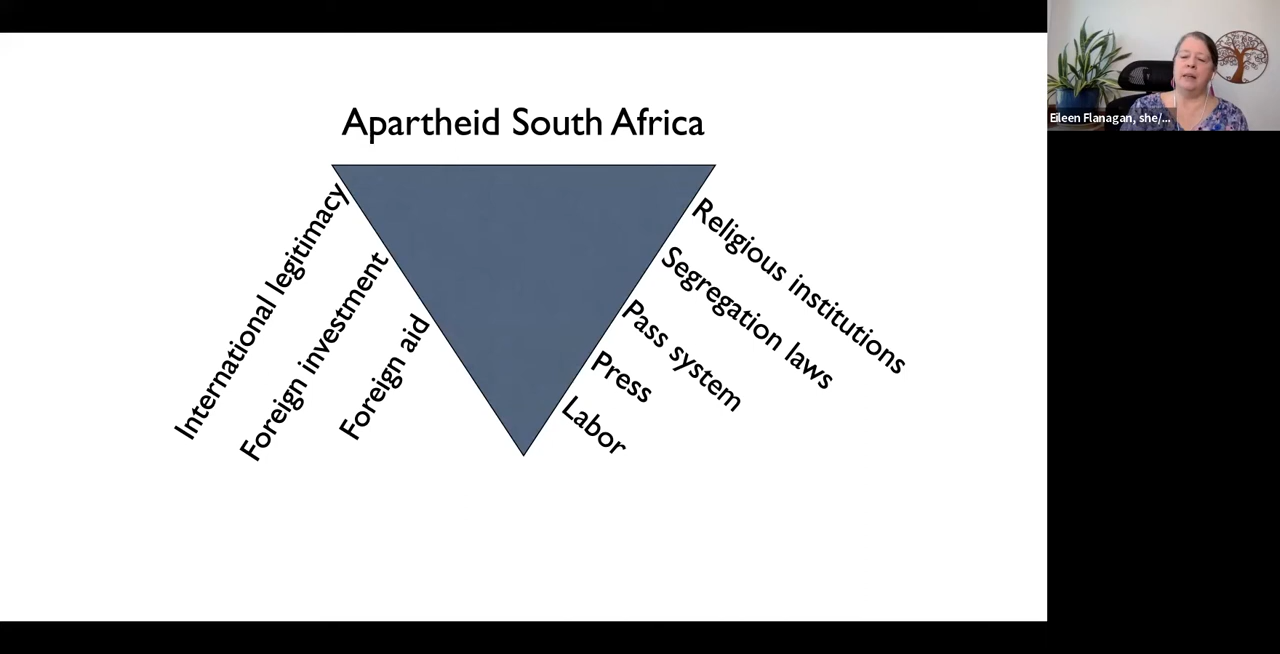 Apartheid South Africa
International legitimacy
Foreign investment
Foreign aid
Religious institutions
Segregation laws
Pass system
Press
Labor
Eileen Flanagan, she/...